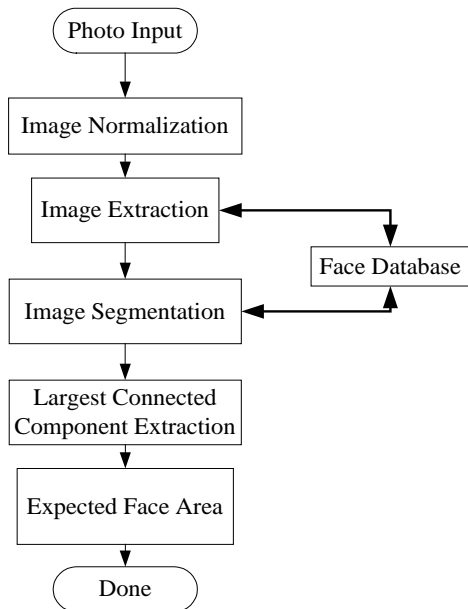 Photo Input
Image Normalization
Image Extraction
Face Database
Image Segmentation
Largest Connected
Component Extraction
Expected Face Area
Done